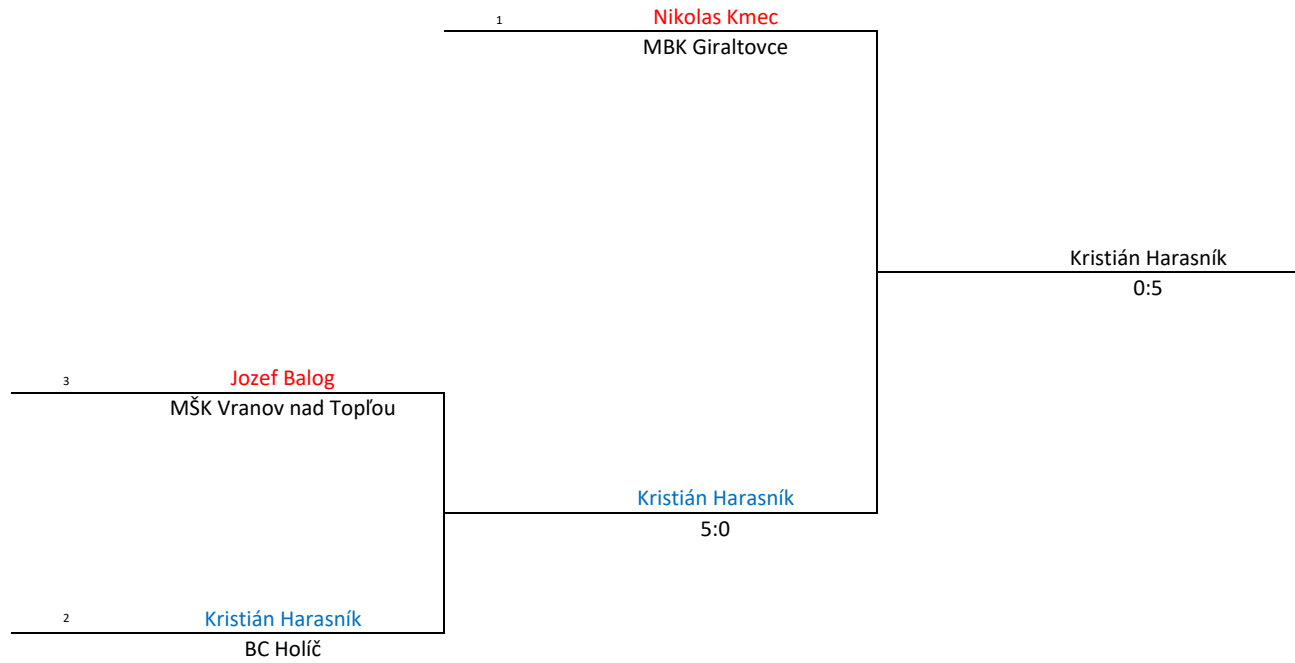 1 Nikolas Kmec
MBK Giraltovce
Kristián Harasník
0:5
3 Jozef Balog
MŠK Vranov nad Topľou
Kristián Harasník
5:0
2 Kristián Harasník
BC Holíč